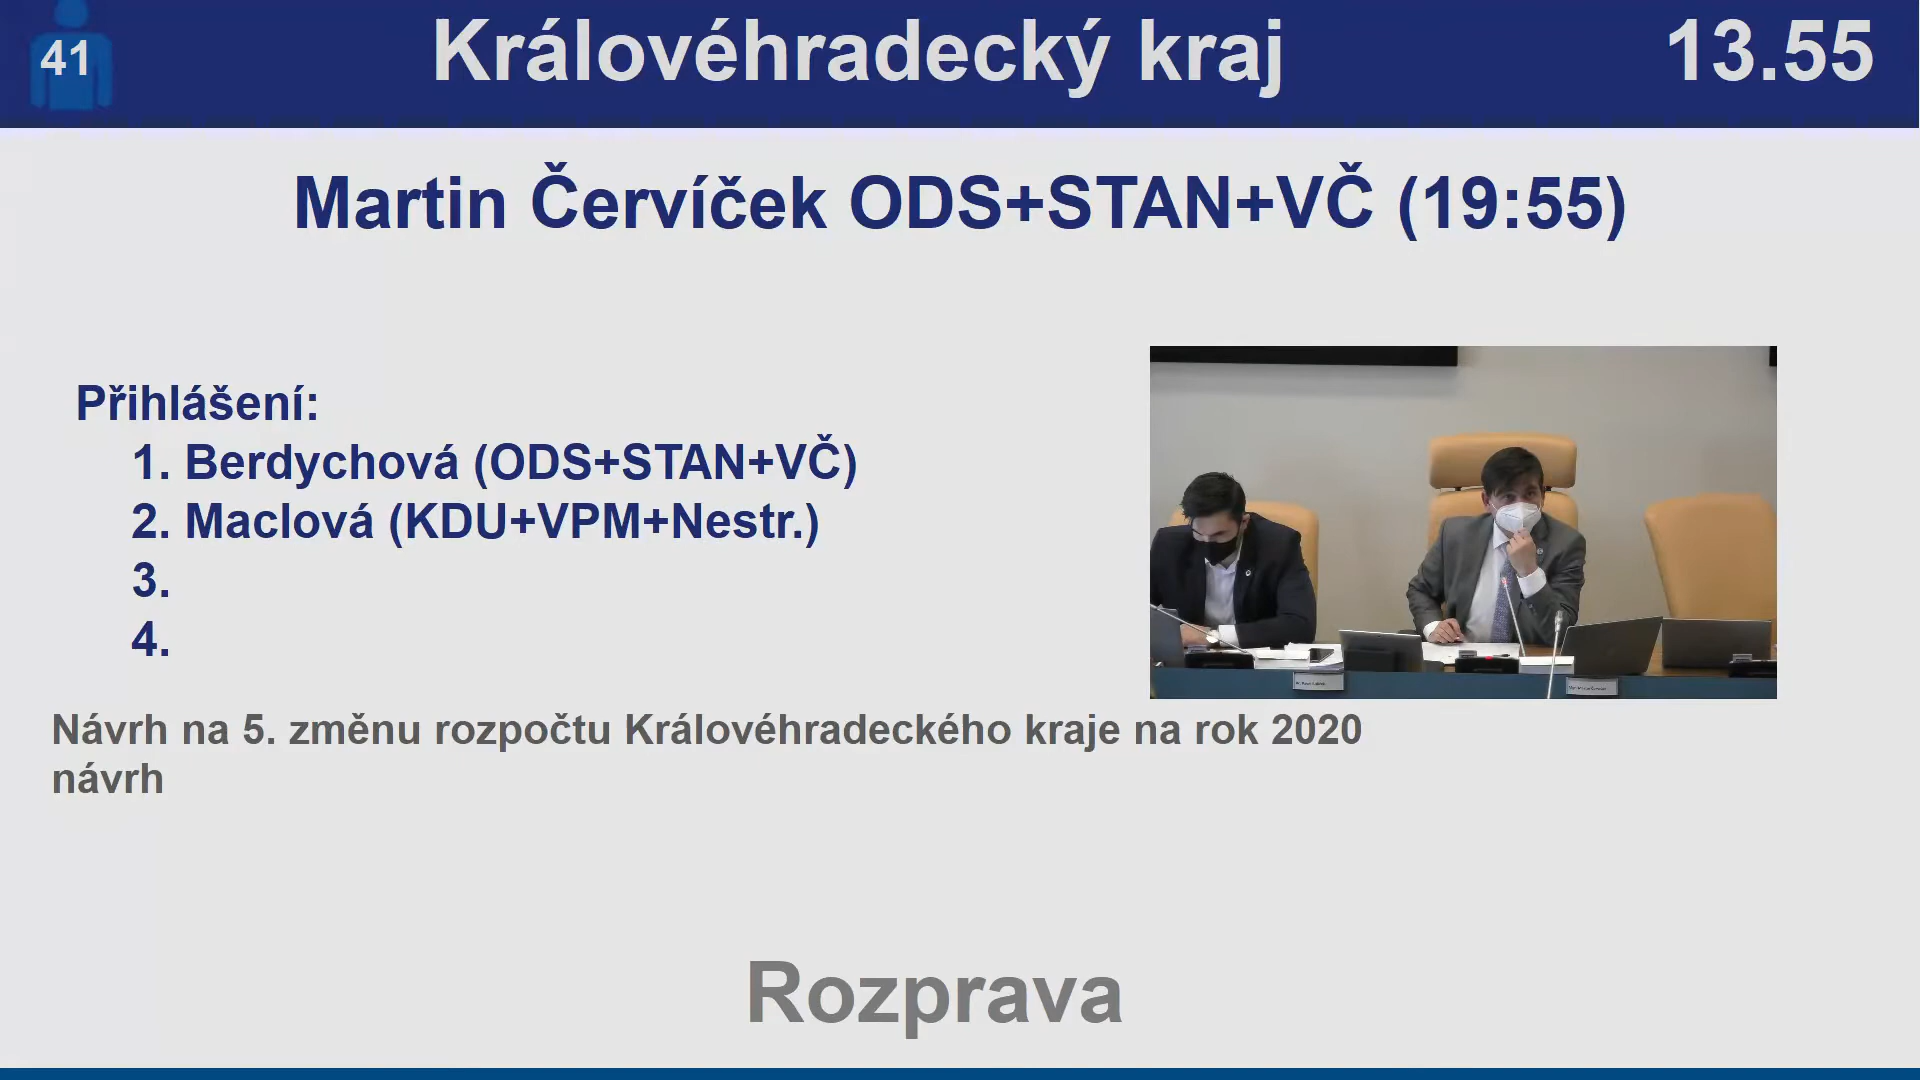 41
Královéhradecký kraj
13.55
Martin Červíček ODS+STAN+VČ (19:55)
Přihlášení:
1. Berdychová (ODS+STAN+VČ)
2. Maclová (KDU+VPM+Nestr.)
3.
4.
Návrh na 5. změnu rozpočtu Královéhradeckého kraje na rok 2020
návrh
Rozprava